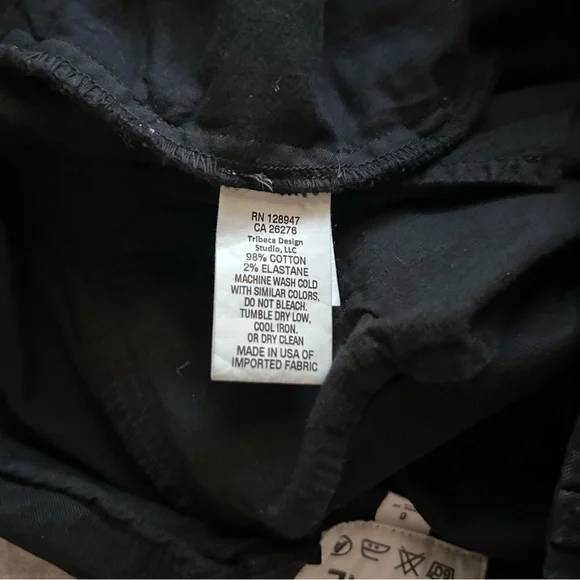 RN 128947
CA 26276
Tribeca Design
Studio, LLC
98% COTTON
2% ELASTANE
MACHINE WASH COLD
WITH SIMILAR COLORS,
DO NOT BLEACH.
TUMBLE DRY LOW,
COOL IRON.
OR DRY CLEAN
MADE IN USA OF
IMPORTED FABRIC
60